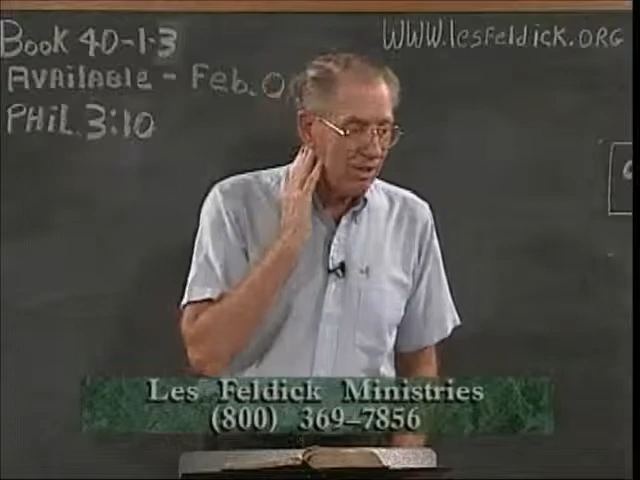 Book 40-1-3
www.lesfeldick.org
Available - Feb.
Phil. 3:10
Les Feldick Ministries
(800) 369-7856